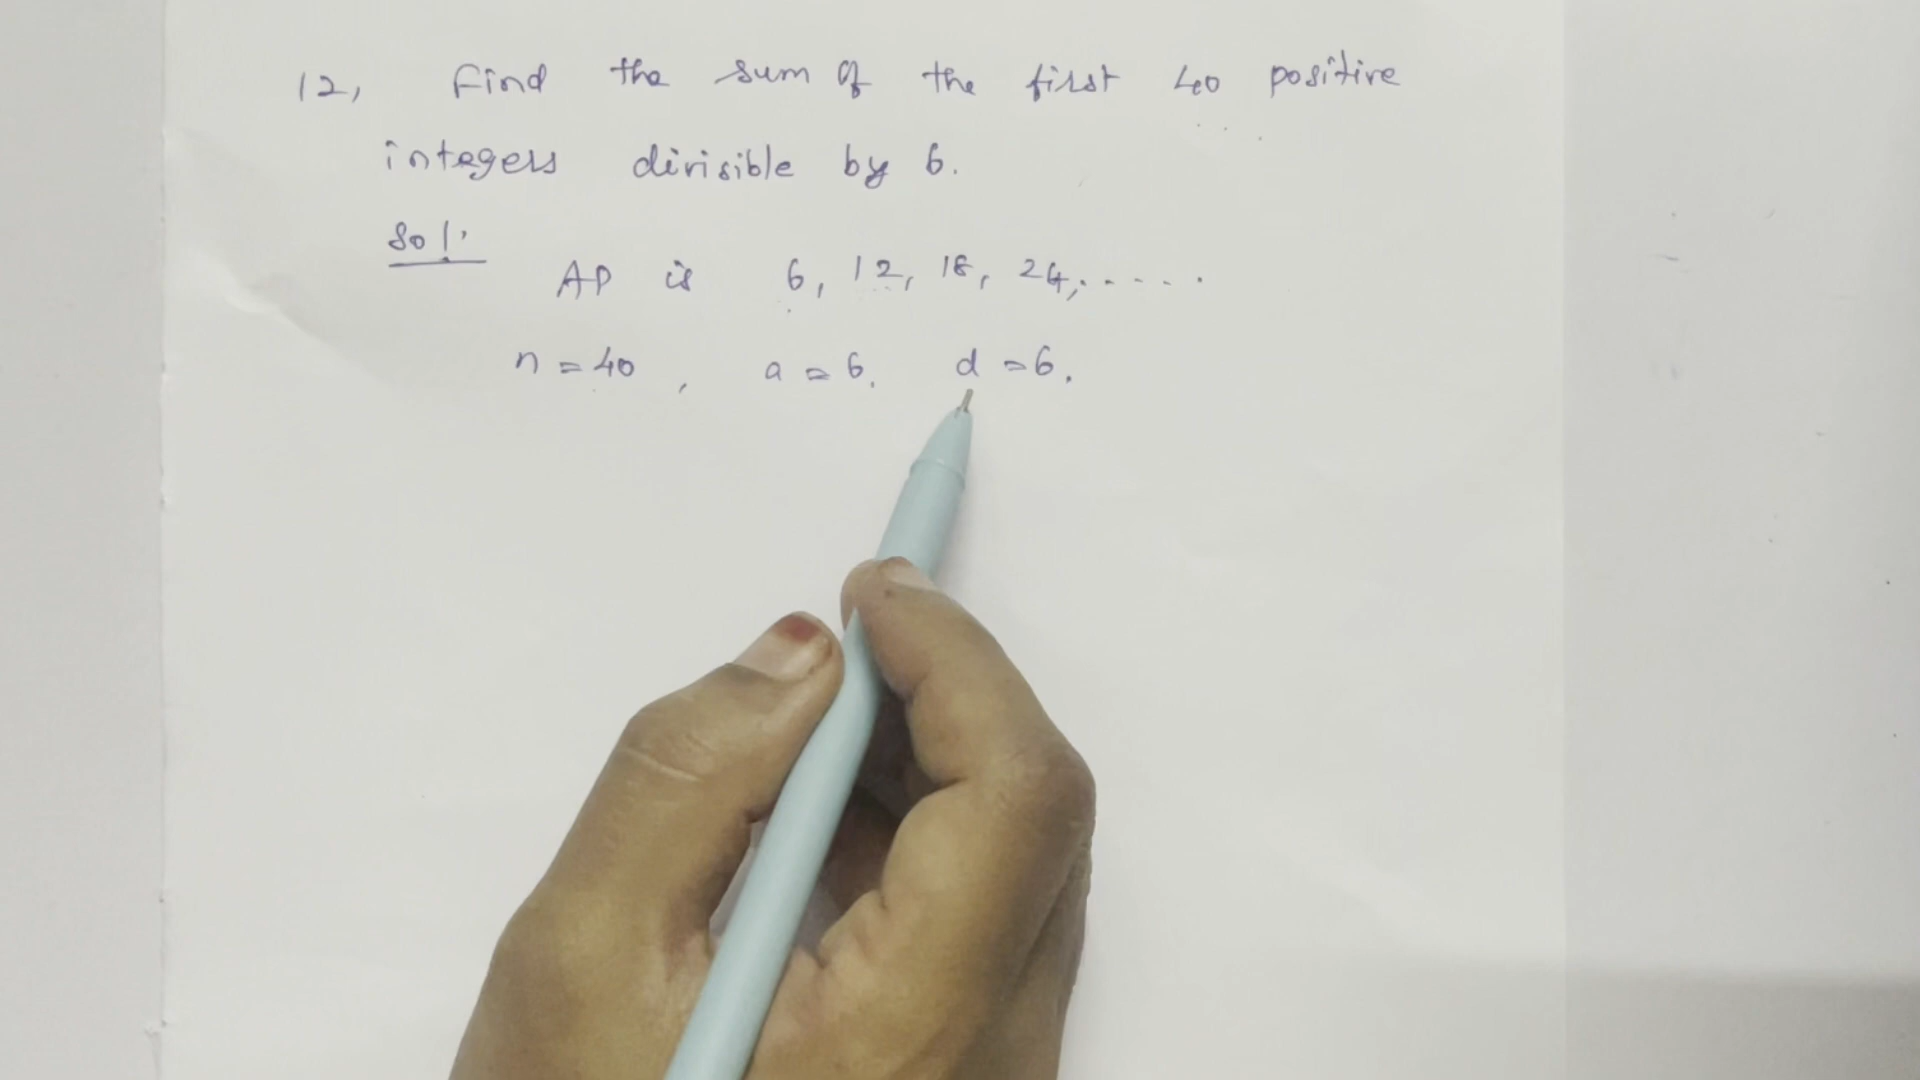 12, Find the sum of the first 40 positive
integers divisible by 6.
Sol:
AP is 6, 12, 18, 24, .....
n = 40 , a = 6. d = 6.